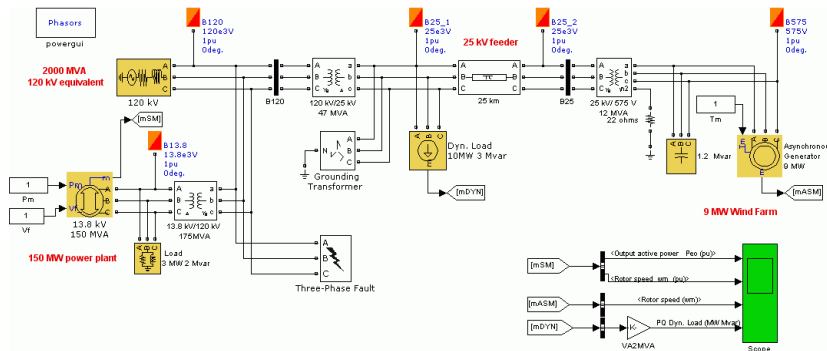 Phasors
powergui
2000 MVA
120 kV equivalent
A
B
C
120 kV
B120
120e3V
1pu
0deg.
B120
A
B
C
a
b
c
120 kV/25 kV
47 MVA
B25_1
25e3V
1pu
0deg.
25 kV feeder
A
B
C
A
B
C
25 km
B25_2
25e3V
1pu
0deg.
B25
A
B
C
a
b
c
n2
25 kV/ 575 V
12 MVA
22 ohms
B575
575V
1pu
0deg.
A
B
C
1.2 Mvar
1
Tm
Tm
A
B
C
E
Asynchronou
Generator
9 MW
[mASM]
9 MW Wind Farm
N
A
B
C
Grounding
Transformer
A
B
C
E
Dyn. Load
10MW 3 Mvar
[mDYN]
[mSM]
B13.8
13.8e3V
1pu
0deg.
1
Pm
1
Vf
Pm
Vf
m
A
B
C
13.8 kV
150 MVA
150 MW power plant
A
B
C
Load
3 MW 2 Mvar
A
B
C
a
b
c
13.8 kV/120 kV
175MVA
A
B
C
Three-Phase Fault
[mSM]
<Output active power Peo (pu)>
<Rotor speed wm (pu)>
[mASM]
<Rotor speed (wm)>
[mDYN]
K-
VA2MVA
PQ Dyn. Load (MW Mvar)
Scope